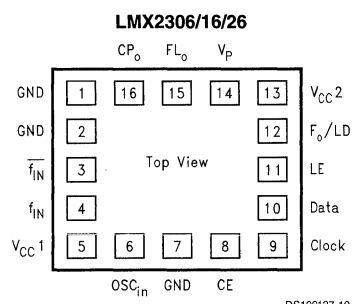 LMX2306/16/26
CPo FLo VP
GND 1 16 15 14 13 VCC2
GND 2 12 Fo/LD
fIN 3 Top View 11 LE
fIN 4 10 Data
VCC1 5 6 7 8 9 Clock
OSCin GND CE